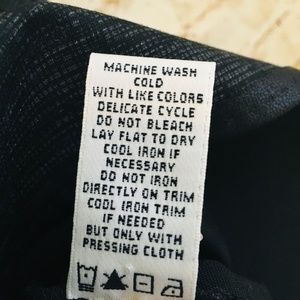 MACHINE WASH
COLD
WITH LIKE COLORS
DELICATE CYCLE
DO NOT BLEACH
LAY FLAT TO DRY
COOL IRON IF
NECESSARY
DO NOT IRON
DIRECTLY ON TRIM
COOL IRON TRIM
IF NEEDED
BUT ONLY WITH
PRESSING CLOTH